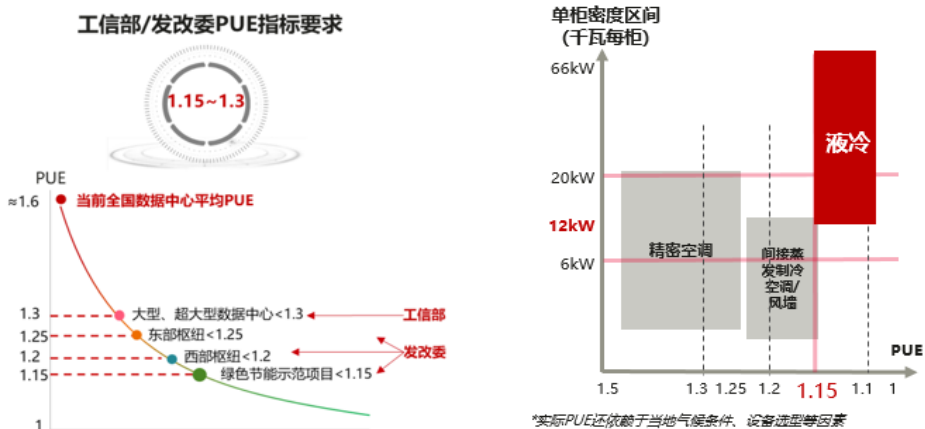 工信部/发改委PUE指标要求
1.15~1.3
PUE
≈1.6
当前全国数据中心平均PUE
1.3
大型、超大型数据中心<1.3
工信部
1.25
东部枢纽<1.25
1.2
西部枢纽<1.2
发改委
1.15
绿色节能示范项目<1.15
1
单柜密度区间
(千瓦每柜)
66kW
液冷
20kW
12kW
精密空调
间接蒸
发制冷
空调/
风墙
6kW
PUE
1.5
1.3
1.25
1.2
1.15
1.1
1
*实际PUE还依赖于当地气候条件、设备选型等因素